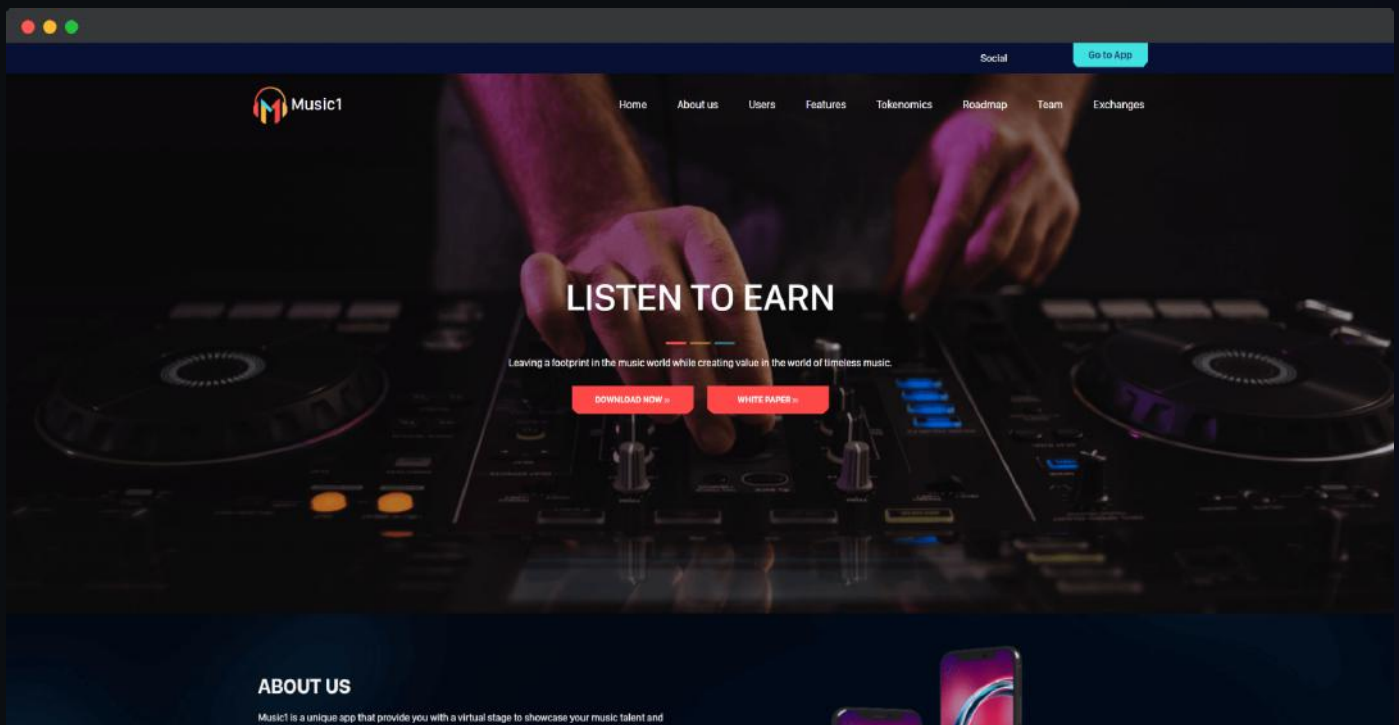 Social
Go to App
Music1
Home About us Users Features Tokenomics Roadmap Team Exchanges
LISTEN TO EARN
Leaving a footprint in the music world while creating value in the world of timeless music.
DOWNLOAD NOW »
WHITE PAPER »
ABOUT US
Music1 is a unique app that provide you with a virtual stage to showcase your music talent and